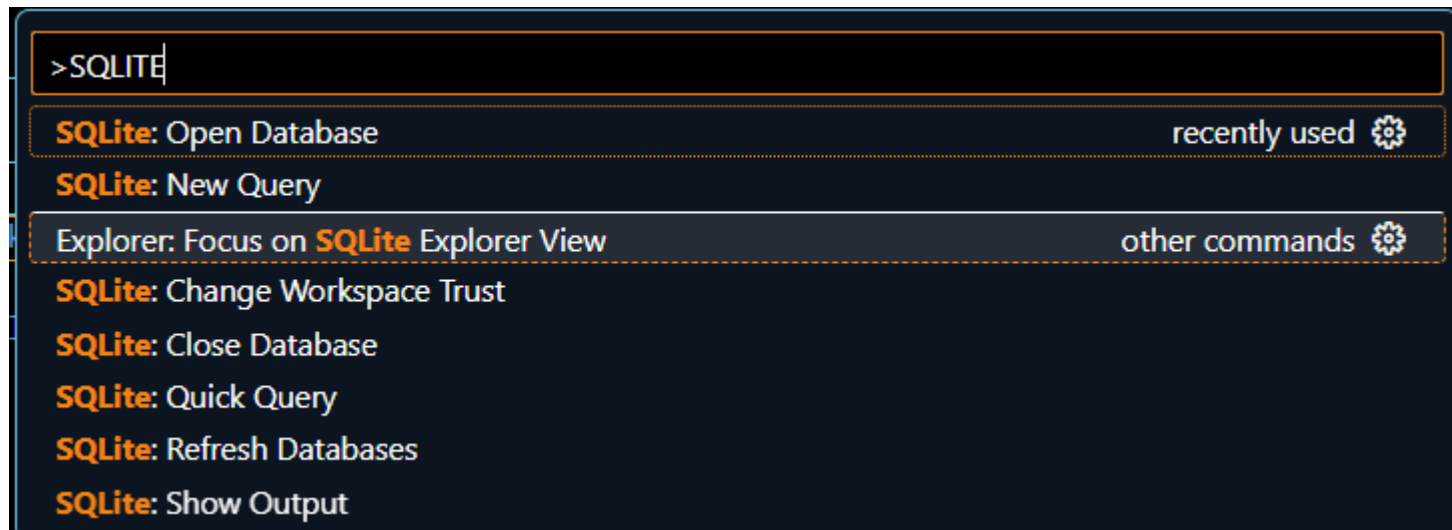 >SQLITE
SQLite: Open Database recently used
SQLite: New Query
Explorer: Focus on SQLite Explorer View other commands
SQLite: Change Workspace Trust
SQLite: Close Database
SQLite: Quick Query
SQLite: Refresh Databases
SQLite: Show Output